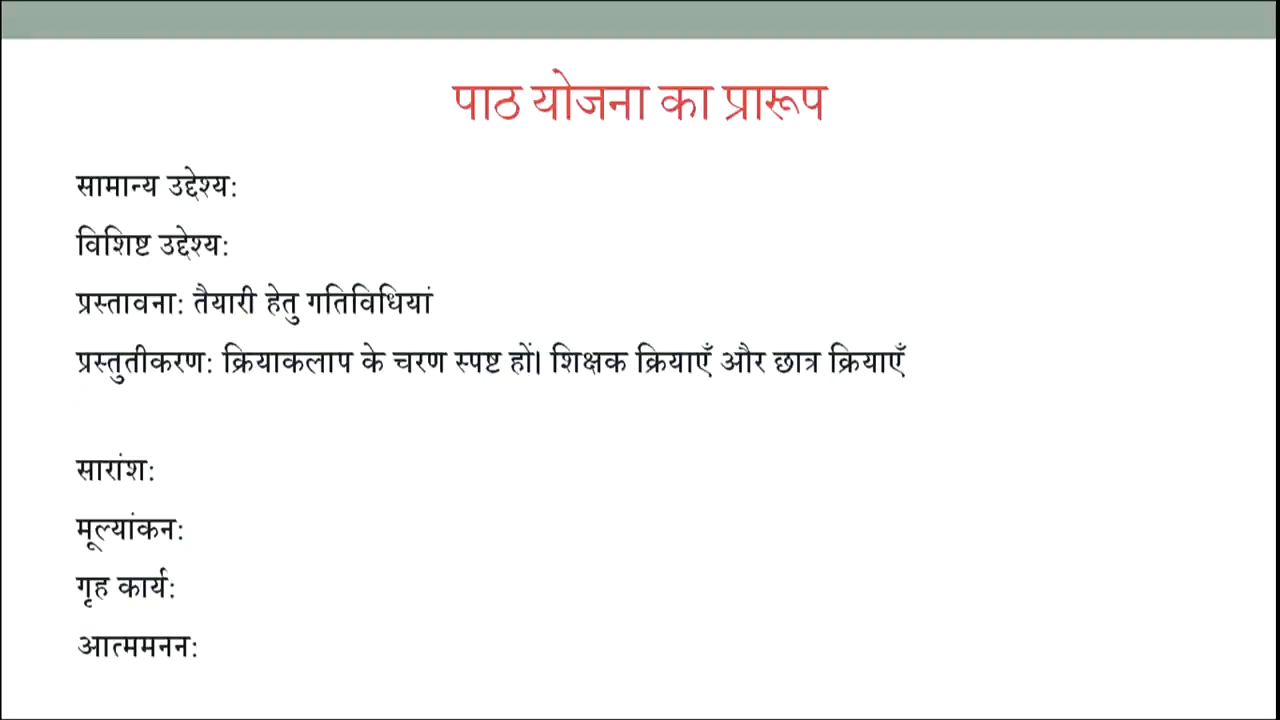 पाठ योजना का प्रारूप
सामान्य उद्देश्य:
विशिष्ट उद्देश्य:
प्रस्तावना: तैयारी हेतु गतिविधियां
प्रस्तुतीकरण: क्रियाकलाप के चरण स्पष्ट हों। शिक्षक क्रियाएँ और छात्र क्रियाएँ
सारांश:
मूल्यांकन:
गृह कार्य:
आत्ममनन: